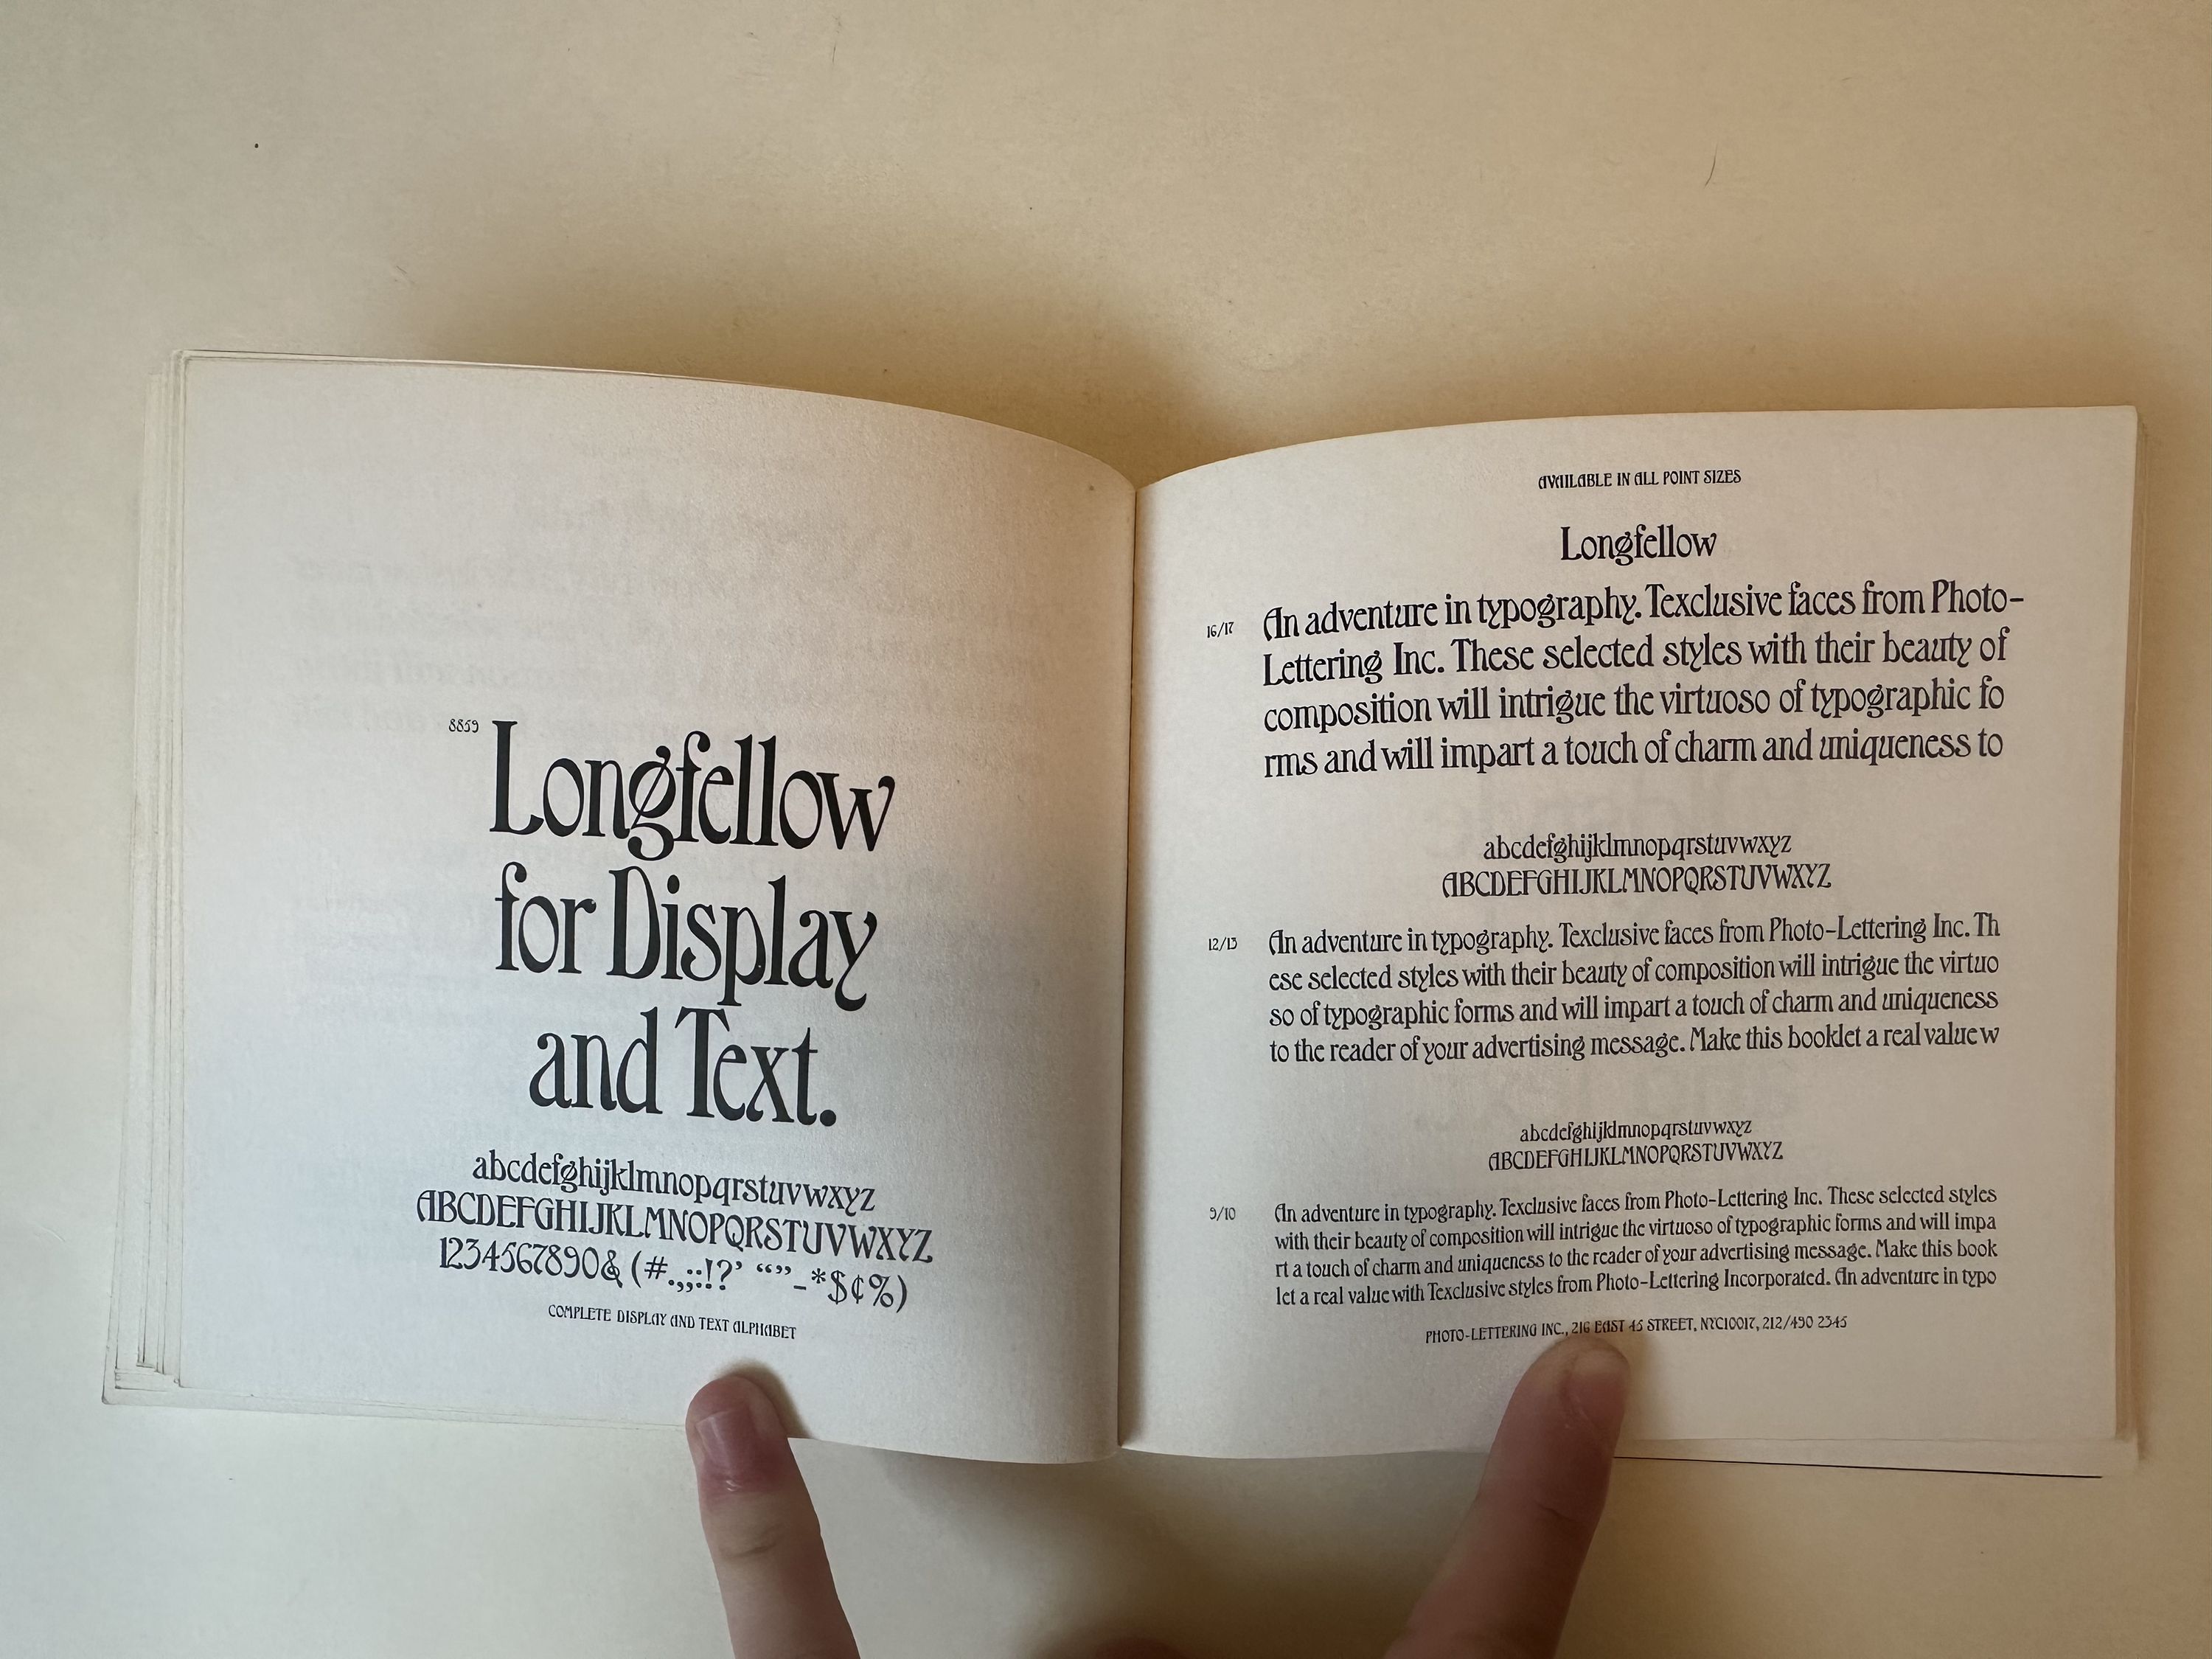 8859
Longfellow
for Display
and Text.
abcdefghijklmnopqrstuvwxyz
ABCDEFGHIJKLMNOPQRSTUVWXYZ
1234567890& (#.,;:!?’ “”-*$¢%)
COMPLETE DISPLAY AND TEXT ALPHABET
AVAILABLE IN ALL POINT SIZES
Longfellow
16/17
An adventure in typography. Texclusive faces from Photo-
Lettering Inc. These selected styles with their beauty of
composition will intrigue the virtuoso of typographic fo
rms and will impart a touch of charm and uniqueness to
abcdefghijklmnopqrstuvwxyz
ABCDEFGHIJKLMNOPQRSTUVWXYZ
12/13
An adventure in typography. Texclusive faces from Photo-Lettering Inc. Th
ese selected styles with their beauty of composition will intrigue the virtuo
so of typographic forms and will impart a touch of charm and uniqueness
to the reader of your advertising message. Make this booklet a real value w
abcdefghijklmnopqrstuvwxyz
ABCDEFGHIJKLMNOPQRSTUVWXYZ
9/10
An adventure in typography. Texclusive faces from Photo-Lettering Inc. These selected styles
with their beauty of composition will intrigue the virtuoso of typographic forms and will impa
rt a touch of charm and uniqueness to the reader of your advertising message. Make this book
let a real value with Texclusive styles from Photo-Lettering Incorporated. An adventure in typo
PHOTO-LETTERING INC., 216 EAST 45 STREET, NYC10017, 212/490 2345